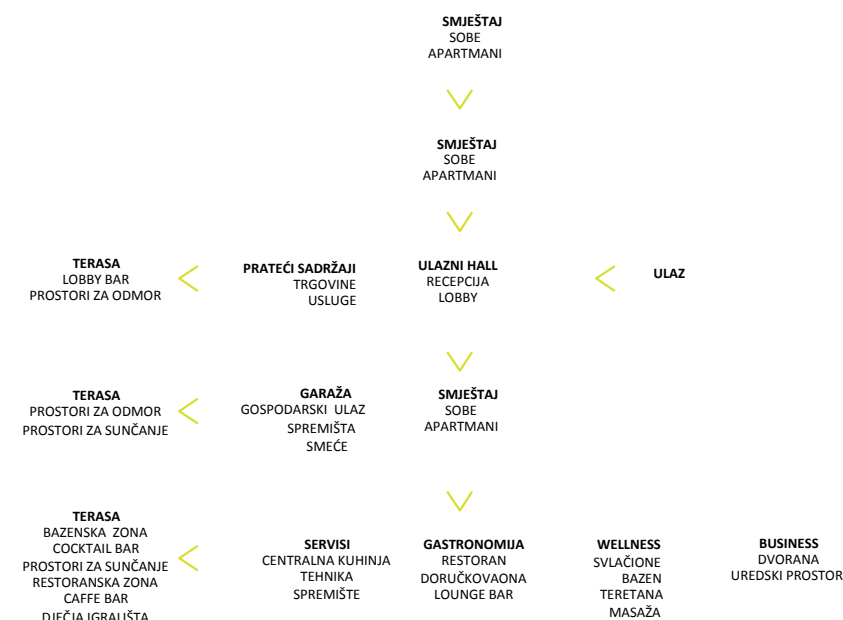 SMJEŠTAJ
SOBE
APARTMANI
SMJEŠTAJ
SOBE
APARTMANI
TERASA
LOBBY BAR
PROSTORI ZA ODMOR
PRATEĆI SADRŽAJI
TRGOVINE
USLUGE
ULAZNI HALL
RECEPCIJA
LOBBY
ULAZ
TERASA
PROSTORI ZA ODMOR
PROSTORI ZA SUNČANJE
GARAŽA
GOSPODARSKI ULAZ
SPREMIŠTA
SMEĆE
SMJEŠTAJ
SOBE
APARTMANI
TERASA
BAZENSKA ZONA
COCKTAIL BAR
PROSTORI ZA SUNČANJE
RESTORANSKA ZONA
CAFFE BAR
DJEČJA IGRALIŠTA
SERVISI
CENTRALNA KUHINJA
TEHNIKA
SPREMIŠTE
GASTRONOMIJA
RESTORAN
DORUČKOVAONA
LOUNGE BAR
WELLNESS
SVLAČIONE
BAZEN
TERETANA
MASAŽA
BUSINESS
DVORANA
UREDSKI PROSTOR